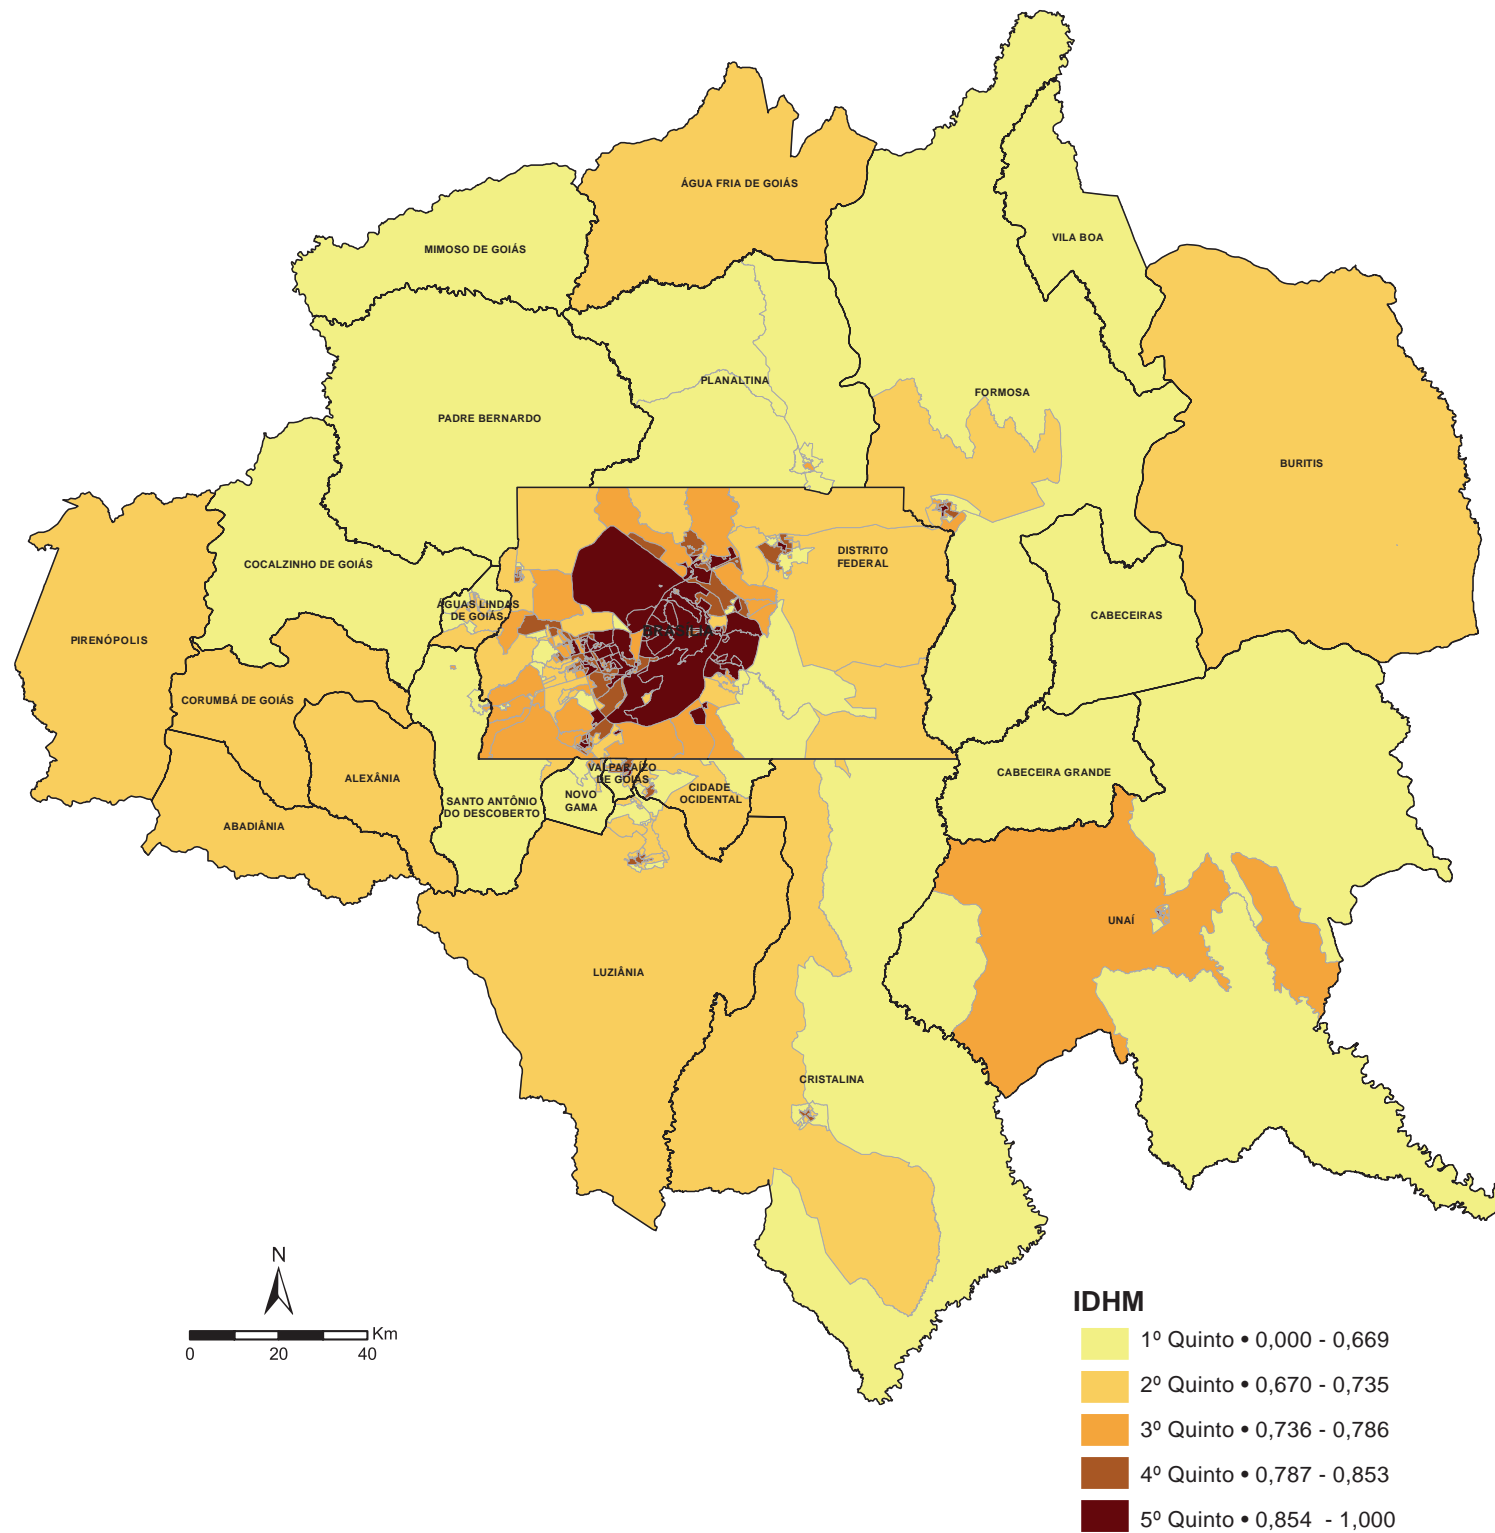 ÁGUA FRIA DE GOIÁS
MIMOSO DE GOIÁS
VILA BOA
PLANALTINA
FORMOSA
PADRE BERNARDO
BURITIS
DISTRITO
FEDERAL
COCALZINHO DE GOIÁS
ÁGUAS LINDAS
DE GOIÁS
CABECEIRAS
BRASÍLIA
PIRENÓPOLIS
CORUMBÁ DE GOIÁS
ALEXÂNIA
VALPARAÍZO
DE GOIÁS
CABECEIRA GRANDE
CIDADE
OCIDENTAL
NOVO
GAMA
SANTO ANTÔNIO
DO DESCOBERTO
ABADIÂNIA
UNAÍ
LUZIÂNIA
CRISTALINA
N
Km
0 20 40
IDHM
1º Quinto • 0,000 - 0,669
2º Quinto • 0,670 - 0,735
3º Quinto • 0,736 - 0,786
4º Quinto • 0,787 - 0,853
5º Quinto • 0,854 - 1,000